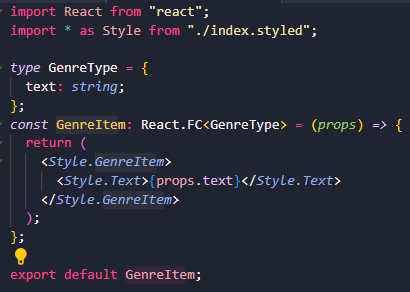 import React from "react";
import * as Style from "./index.styled";
type GenreType = {
text: string;
};
const GenreItem: React.FC<GenreType> = (props) => {
return (
<Style.GenreItem>
<Style.Text>{props.text}</Style.Text>
</Style.GenreItem>
);
};
export default GenreItem;